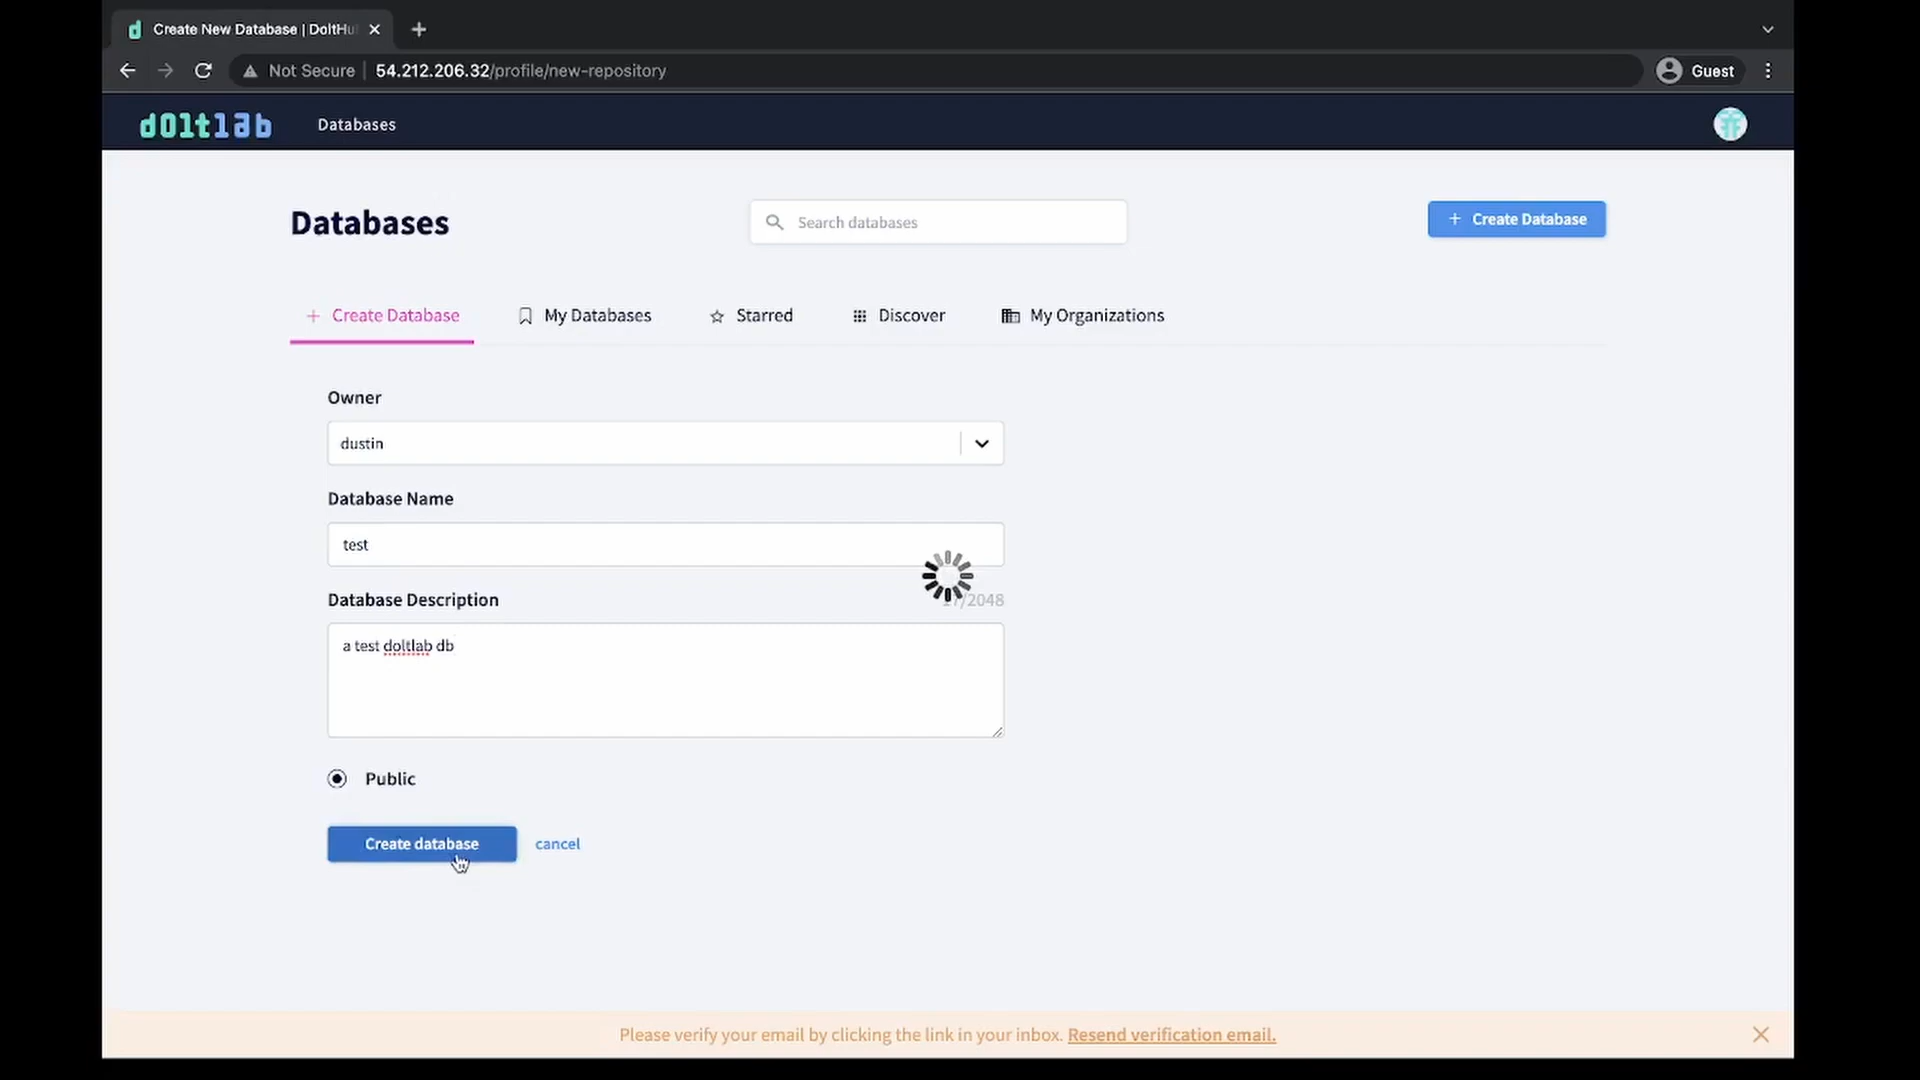 Create New Database | DoltHu
Not Secure | 54.212.206.32/profile/new-repository
Guest
doltlab
Databases
Databases
Search databases
+ Create Database
+ Create Database
My Databases
Starred
Discover
My Organizations
Owner
dustin
Database Name
test
Database Description
/2048
a test doltlab db
Public
Create database
cancel
Please verify your email by clicking the link in your inbox. Resend verification email.